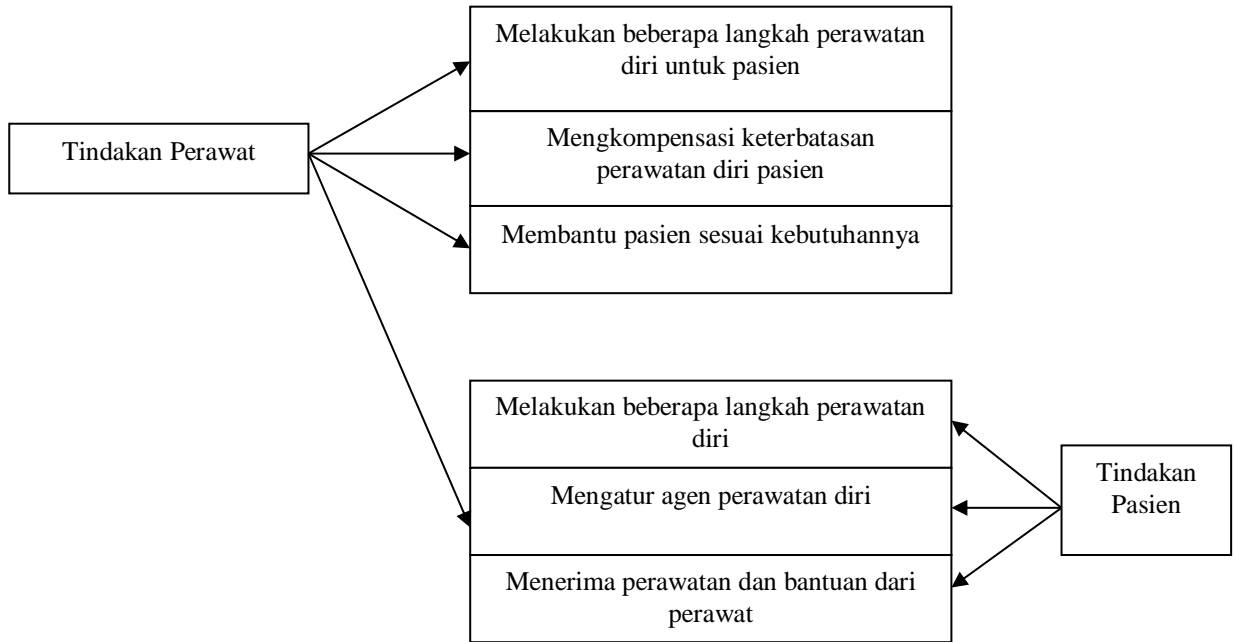 Melakukan beberapa langkah perawatan
diri untuk pasien
Tindakan Perawat
Mengkompensasi keterbatasan
perawatan diri pasien
Membantu pasien sesuai kebutuhannya
Melakukan beberapa langkah perawatan
diri
Mengatur agen perawatan diri
Menerima perawatan dan bantuan dari
perawat
Tindakan
Pasien